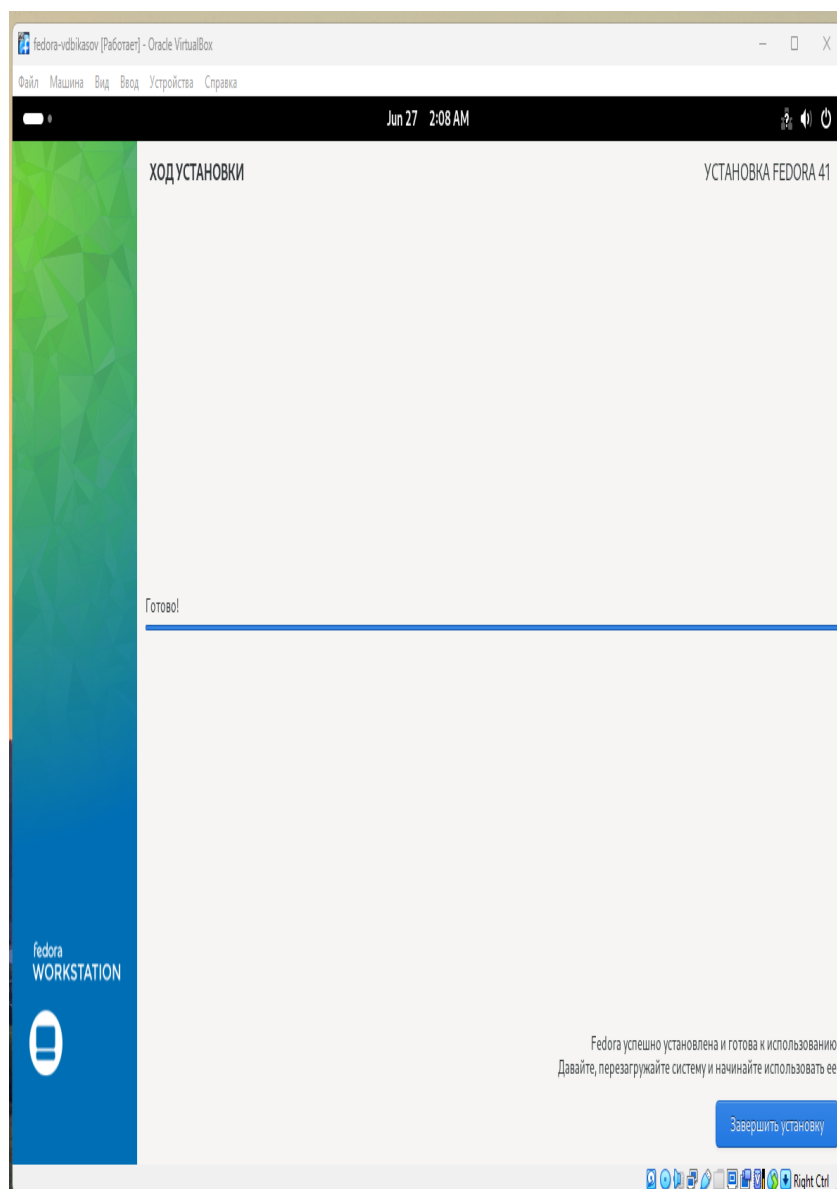 fedora-vdbikasov [Работает] - Oracle VirtualBox
Файл Машина Вид Ввод Устройства Справка
Jun 27 2:08 AM
ХОД УСТАНОВКИ
УСТАНОВКА FEDORA 41
Готово!
fedora
WORKSTATION
Fedora успешно установлена и готова к использованию
Давайте, перезагружайте систему и начинайте использовать ее
Завершить установку
Right Ctrl